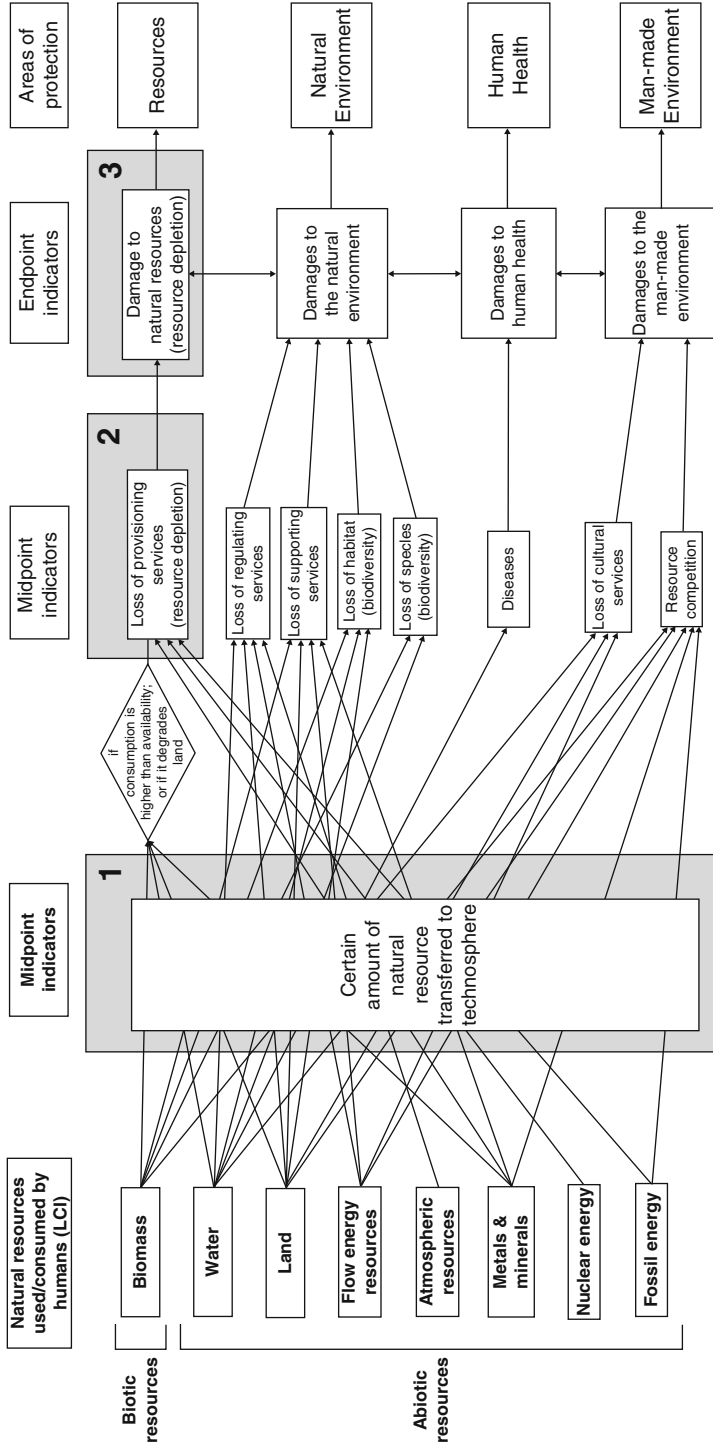 Natural resources
used/consumed by
humans (LCI)
Midpoint
indicators
Midpoint
indicators
Endpoint
indicators
Areas of
protection
Biotic
resources
Abiotic
resources
Biomass
Water
Land
Flow energy
resources
Atmospheric
resources
Metals &
minerals
Nuclear energy
Fossil energy
1
Certain
amount of
natural
resource
transferred to
technosphere
if
consumption is
higher than availability;
or if it degrades
land
2
Loss of provisioning
services
(resource depletion)
Loss of regulating
services
Loss of supporting
services
Loss of habitat
(biodiversity)
Loss of species
(biodiversity)
Diseases
Loss of cultural
services
Resource
competition
3
Damage to
natural resources
(resource depletion)
Damages to
the natural
environment
Damages to
human health
Damages to the
man-made
environment
Resources
Natural
Environment
Human
Health
Man-made
Environment